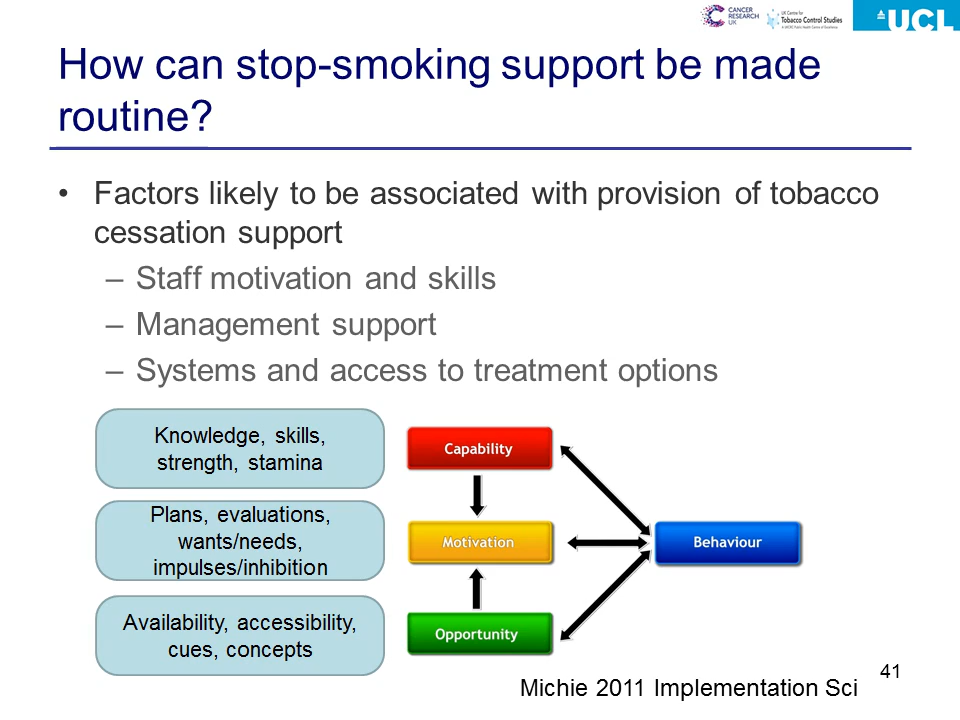 CANCER
RESEARCH
UK
UK Centre for
Tobacco Control Studies
UCL
How can stop-smoking support be made
routine?
• Factors likely to be associated with provision of tobacco
cessation support
– Staff motivation and skills
– Management support
– Systems and access to treatment options
Knowledge, skills,
strength, stamina
Capability
Plans, evaluations,
wants/needs,
impulses/inhibition
Motivation
Behaviour
Availability, accessibility,
cues, concepts
Opportunity
41
Michie 2011 Implementation Sci